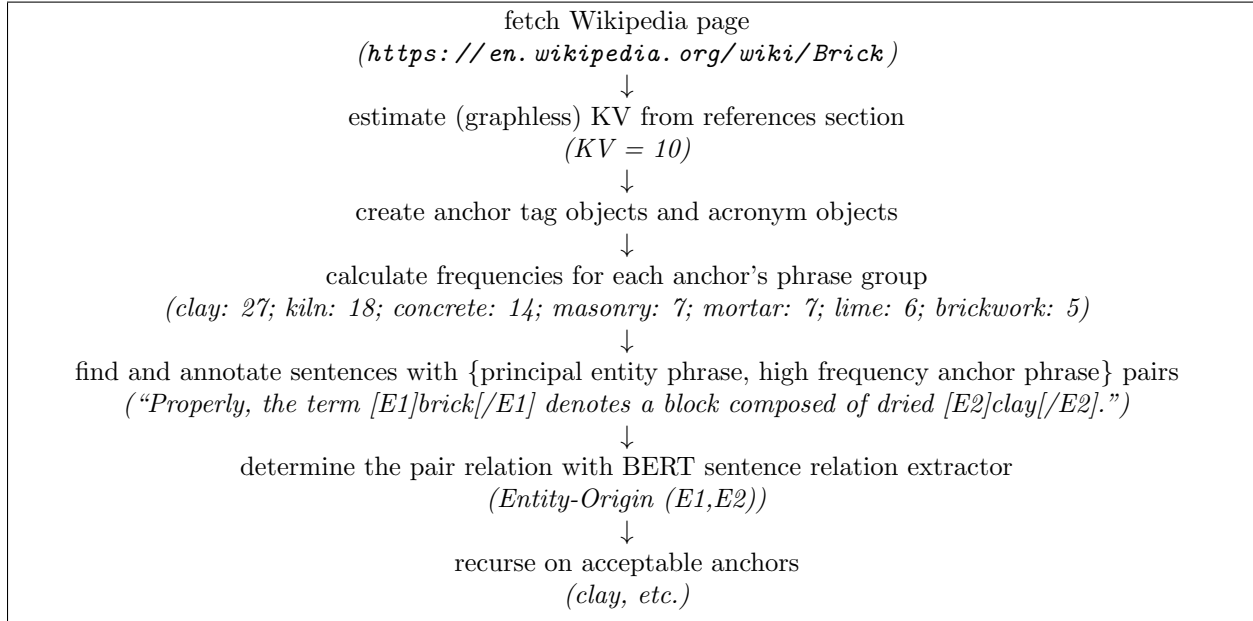 fetch Wikipedia page
(https://en.wikipedia.org/wiki/Brick)
↓
estimate (graphless) KV from references section
(KV = 10)
↓
create anchor tag objects and acronym objects
↓
calculate frequencies for each anchor's phrase group
(clay: 27; kiln: 18; concrete: 14; masonry: 7; mortar: 7; lime: 6; brickwork: 5)
↓
find and annotate sentences with {principal entity phrase, high frequency anchor phrase} pairs
(“Properly, the term [E1]brick[/E1] denotes a block composed of dried [E2]clay[/E2].”)
↓
determine the pair relation with BERT sentence relation extractor
(Entity-Origin (E1,E2))
↓
recurse on acceptable anchors
(clay, etc.)